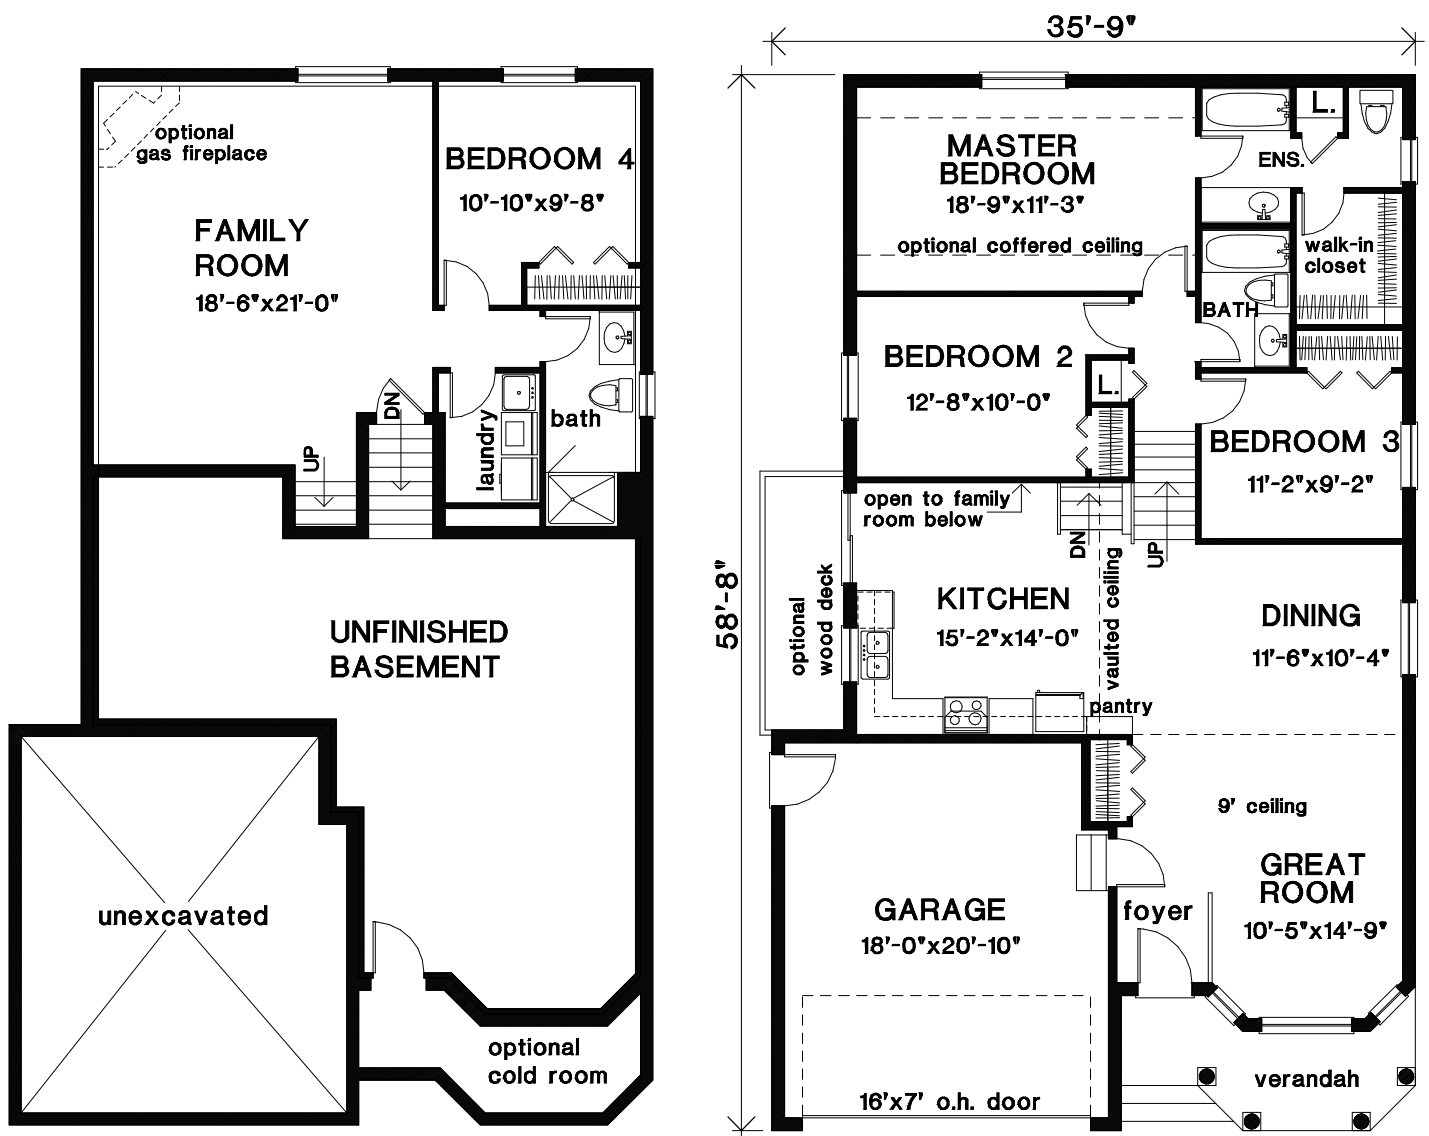 optional
gas fireplace
BEDROOM 4
10'-10"x9'-8"
FAMILY
ROOM
18'-6"x21'-0"
DN
UP
laundry
bath
UNFINISHED
BASEMENT
unexcavated
optional
cold room
35'-9"
58'-8"
MASTER
BEDROOM
18'-9"x11'-3"
optional coffered ceiling
L.
ENS.
walk-in
closet
BATH
BEDROOM 2
12'-8"x10'-0"
L.
BEDROOM 3
11'-2"x9'-2"
open to family
room below
DN
UP
optional
wood deck
KITCHEN
15'-2"x14'-0"
vaulted ceiling
DINING
11'-6"x10'-4"
pantry
9' ceiling
GREAT
ROOM
10'-5"x14'-9"
GARAGE
18'-0"x20'-10"
foyer
16'x7' o.h. door
verandah